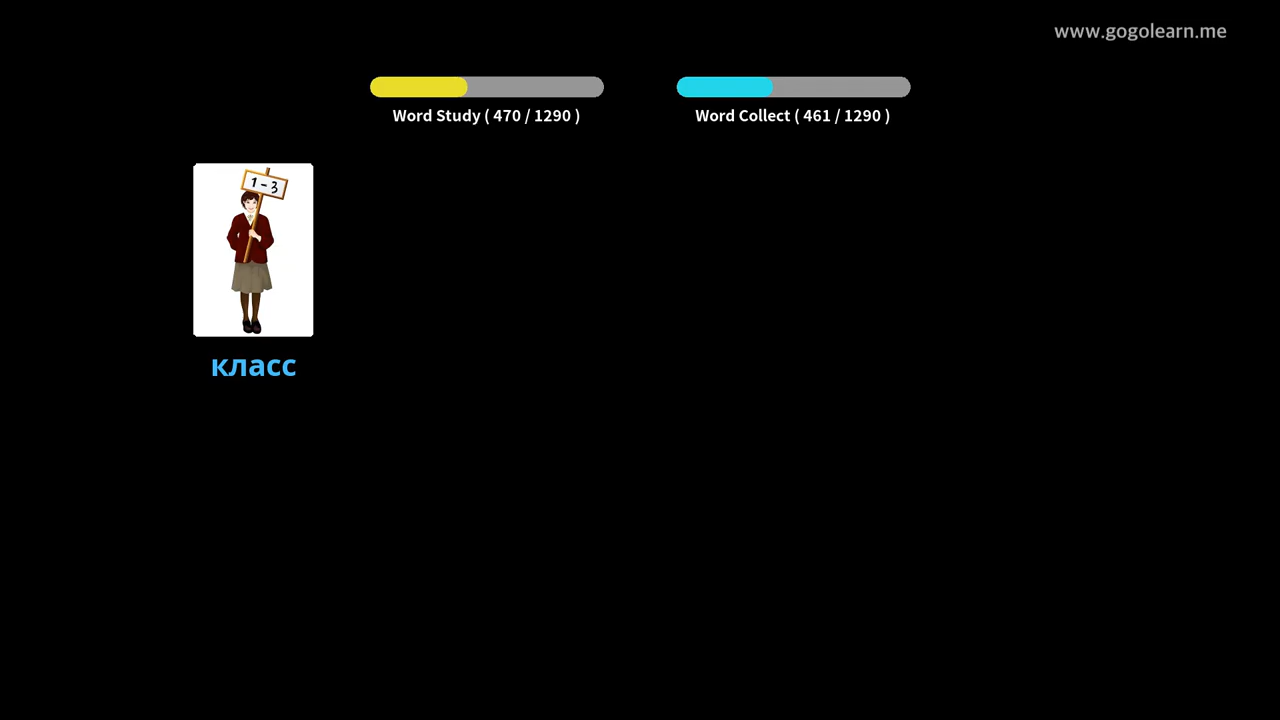 www.gogolearn.me
Word Study ( 470 / 1290 )
Word Collect ( 461 / 1290 )
1 - 3
класс